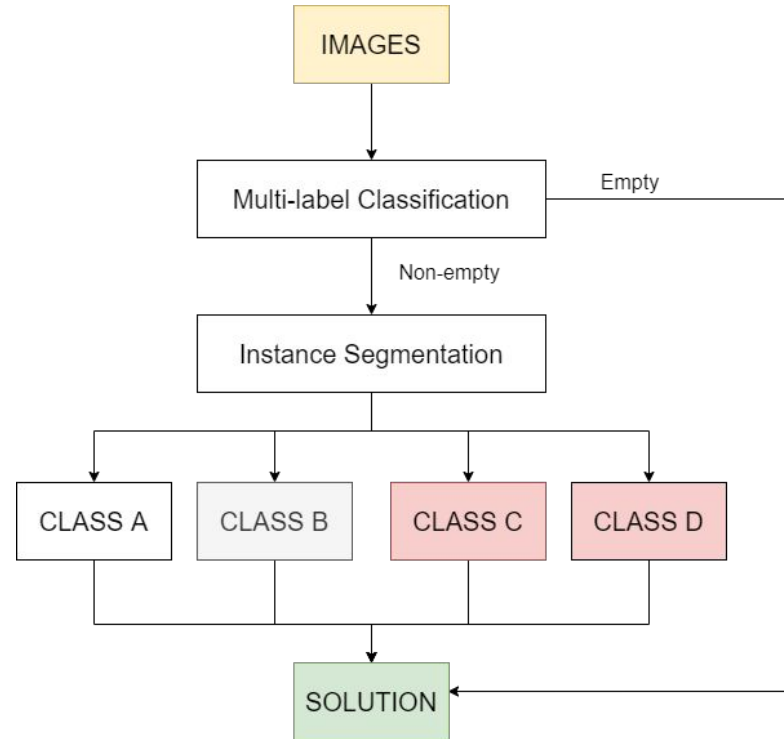 IMAGES
Multi-label Classification
Empty
Non-empty
Instance Segmentation
CLASS A
CLASS B
CLASS C
CLASS D
SOLUTION